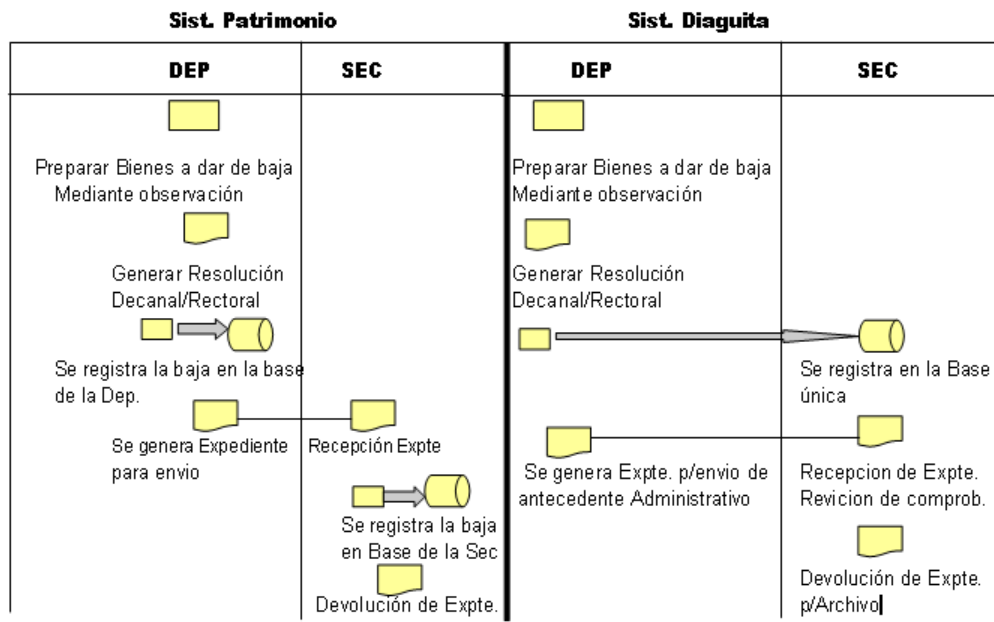 Sist. Patrimonio
Sist. Diaguita
DEP
SEC
DEP
SEC
Preparar Bienes a dar de baja
Mediante observación
Generar Resolución
Decanal/Rectoral
Se registra la baja en la base
de la Dep.
Se genera Expediente
para envio
Recepción Expte
Se registra la baja
en Base de la Sec
Devolución de Expte.
Preparar Bienes a dar de baja
Mediante observación
Generar Resolución
Decanal/Rectoral
Se registra en la Base
única
Se genera Expte. p/envio de
antecedente Administrativo
Recepcion de Expte.
Revicion de comprob.
Devolución de Expte.
p/Archivo